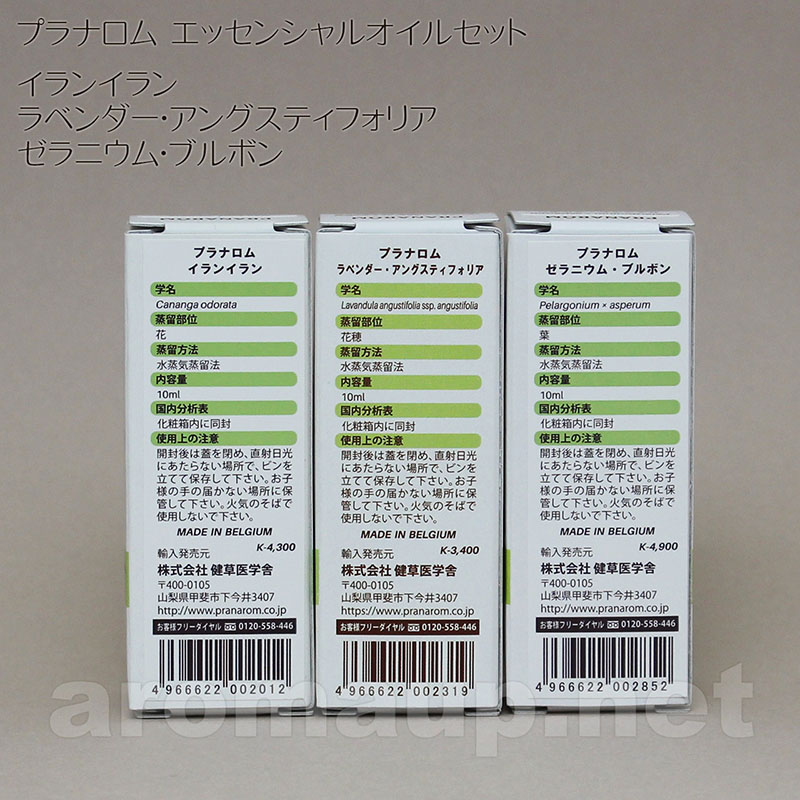 プラナロム エッセンシャルオイルセット
イランイラン
ラベンダー・アングスティフォリア
ゼラニウム・ブルボン
PRANAROM
プラナロム
イランイラン
学名
Cananga odorata
蒸留部位
花
蒸留方法
水蒸気蒸留法
内容量
10ml
国内分析表
化粧箱内に同封
使用上の注意
開封後は蓋を閉め、直射日光
にあたらない場所で、ビンを
立てて保存して下さい。お子
様の手の届かない場所に保
管して下さい。火気のそばで
使用しないで下さい。
MADE IN BELGIUM
K-4,300
輸入発売元
株式会社 健草医学舎
〒400-0105
山梨県甲斐市下今井3407
http://www.pranarom.co.jp
お客様フリーダイヤル 0120-558-446
4 966622 002012
PRANAROM
プラナロム
ラベンダー・アングスティフォリア
学名
Lavandula angustifolia ssp. angustifolia
蒸留部位
花穂
蒸留方法
水蒸気蒸留法
内容量
10ml
国内分析表
化粧箱内に同封
使用上の注意
開封後は蓋を閉め、直射日光
にあたらない場所で、ビンを
立てて保存して下さい。お子
様の手の届かない場所に保
管して下さい。火気のそばで
使用しないで下さい。
MADE IN BELGIUM
K-3,400
輸入発売元
株式会社 健草医学舎
〒400-0105
山梨県甲斐市下今井3407
https://www.pranarom.co.jp
お客様フリーダイヤル 0120-558-446
4 966622 002319
PRANAROM
プラナロム
ゼラニウム・ブルボン
学名
Pelargonium × asperum
蒸留部位
葉
蒸留方法
水蒸気蒸留法
内容量
10ml
国内分析表
化粧箱内に同封
使用上の注意
開封後は蓋を閉め、直射日光
にあたらない場所で、ビンを
立てて保存して下さい。お子
様の手の届かない場所に保
管して下さい。火気のそばで
使用しないで下さい。
MADE IN BELGIUM
K-4,900
輸入発売元
株式会社 健草医学舎
〒400-0105
山梨県甲斐市下今井3407
http://www.pranarom.co.jp
お客様フリーダイヤル 0120-558-446
4 966622 002852
aromaup.net